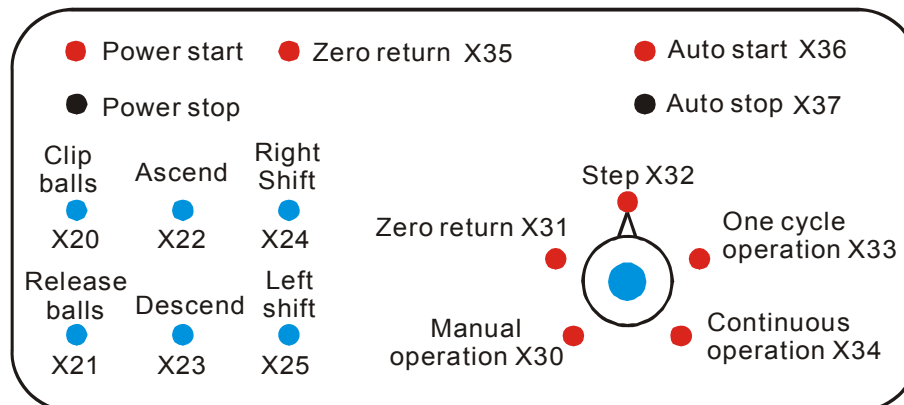 Power start
Zero return X35
Auto start X36
Power stop
Auto stop X37
Clip
balls
X20
Ascend
X22
Right
Shift
X24
Release
balls
X21
Descend
X23
Left
shift
X25
Step X32
Zero return X31
One cycle
operation X33
Manual
operation X30
Continuous
operation X34